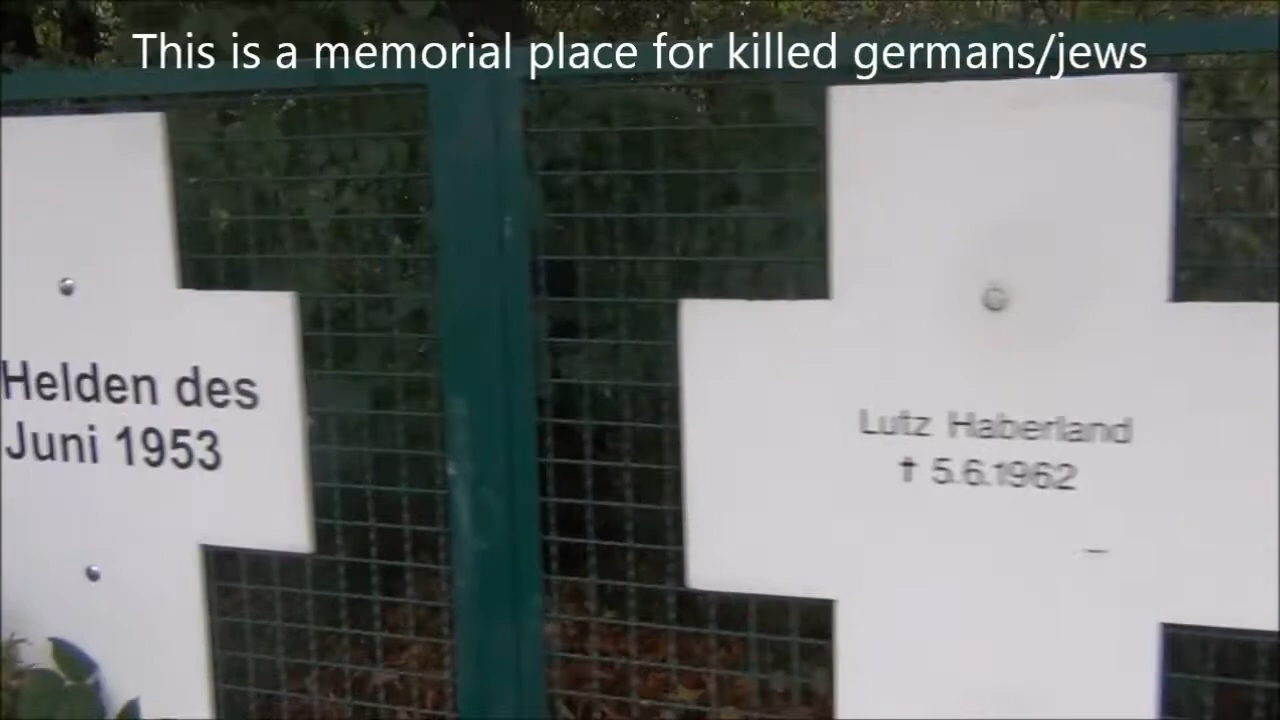 This is a memorial place for killed germans/jews
Helden des
Juni 1953
Lutz Haberland
† 5.6.1962